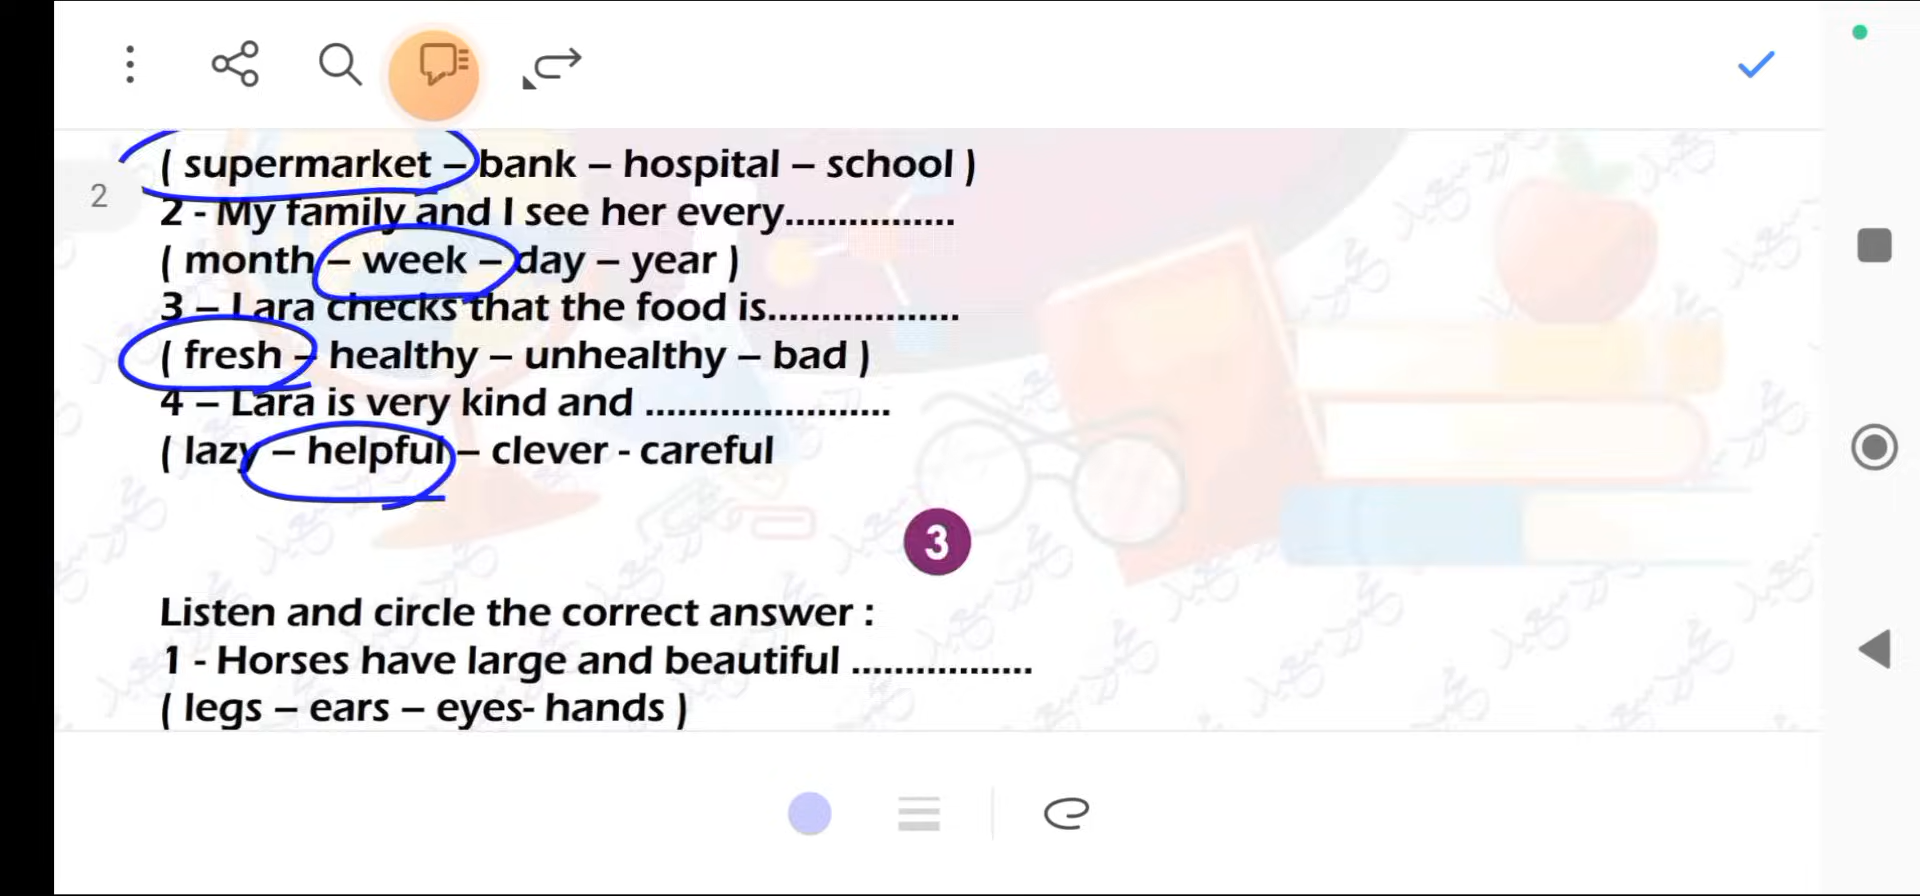 ( supermarket – bank – hospital – school )
2
2 - My family and I see her every................
( month – week – day – year )
3 – Lara checks that the food is..................
( fresh – healthy – unhealthy – bad )
4 – Lara is very kind and .......................
( lazy – helpful – clever - careful
3
Listen and circle the correct answer :
1 - Horses have large and beautiful .................
( legs – ears – eyes- hands )